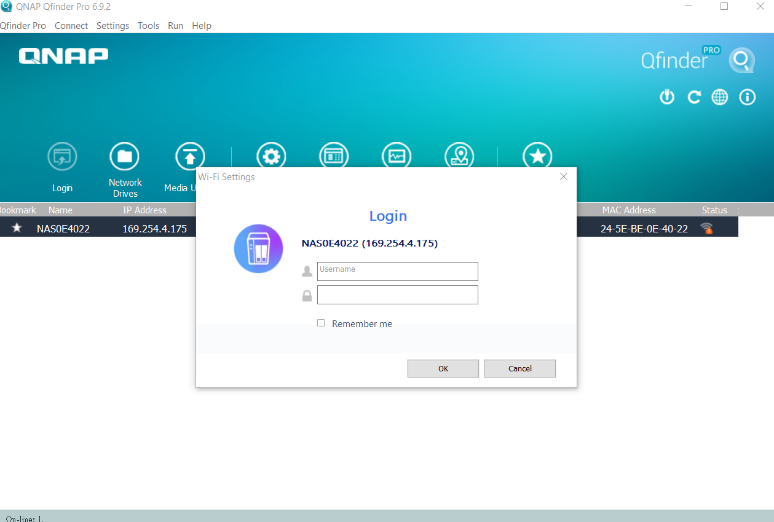 QNAP Qfinder Pro 6.9.2
Qfinder Pro Connect Settings Tools Run Help
QNAP
Qfinder PRO
Login
Network
Drives
Media U
Wi-Fi Settings
Bookmark Name IP Address MAC Address Status
NAS0E4022 169.254.4.175 24-5E-BE-0E-40-22
Login
NAS0E4022 (169.254.4.175)
Username
Remember me
OK Cancel